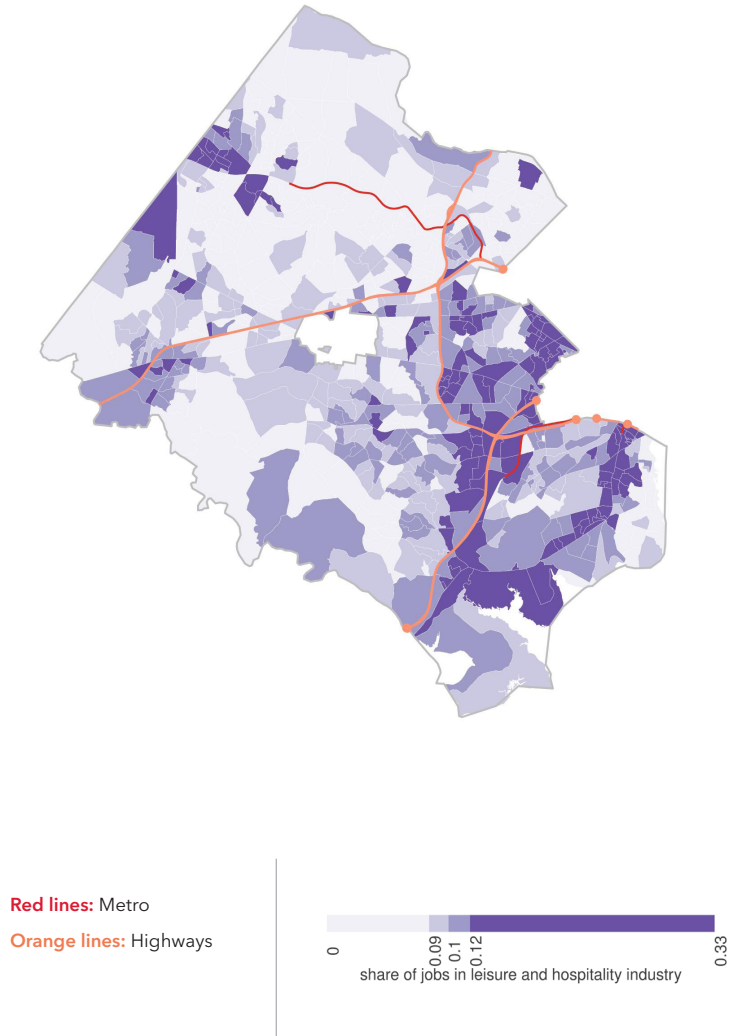 Red lines: Metro
Orange lines: Highways
0
0.09
0.1
0.12
0.33
share of jobs in leisure and hospitality industry